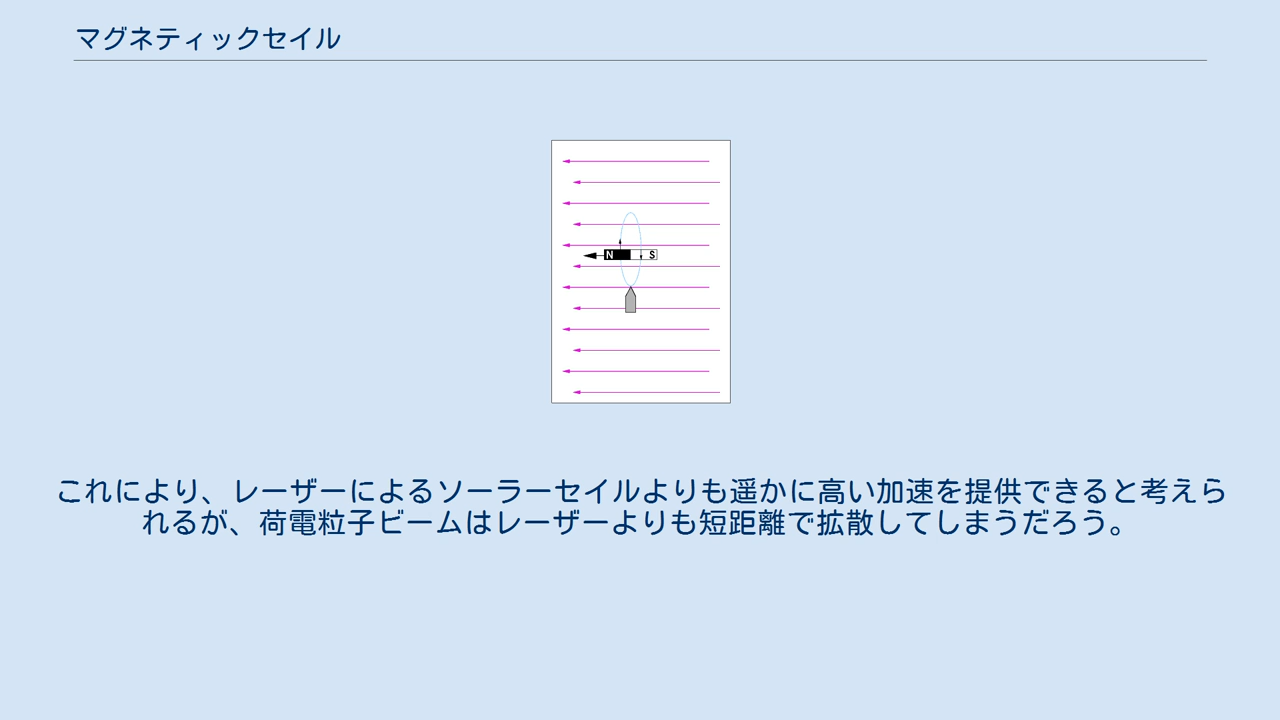 マグネティックセイル
N S
これにより、レーザーによるソーラーセイルよりも遥かに高い加速を提供できると考えら
れるが、荷電粒子ビームはレーザーよりも短距離で拡散してしまうだろう。